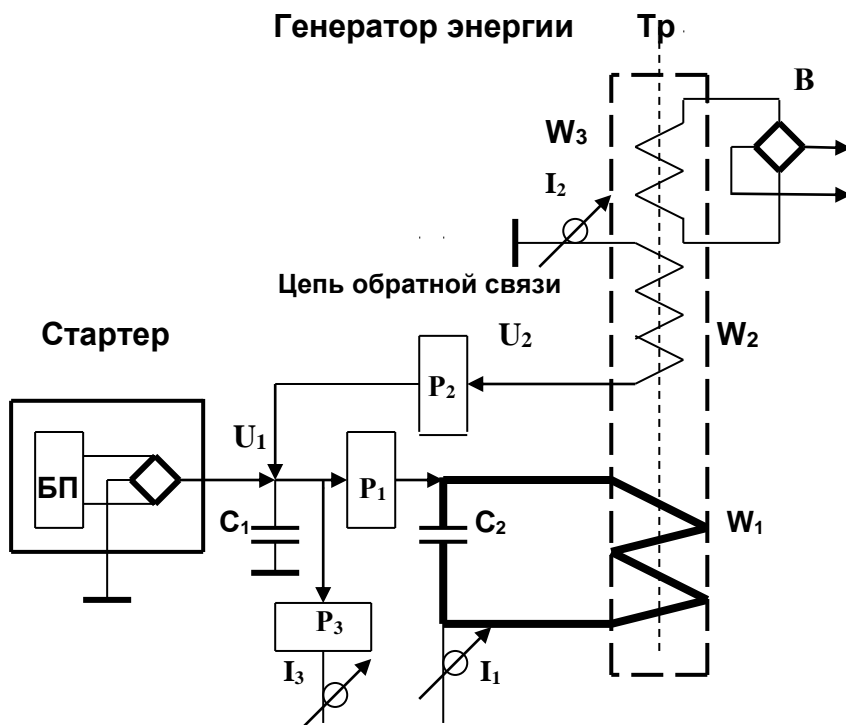 Генератор энергии
Тр
В
W3
I2
Цепь обратной связи
Стартер
U2
W2
P2
U1
БП
P1
C1
C2
W1
P3
I3
I1